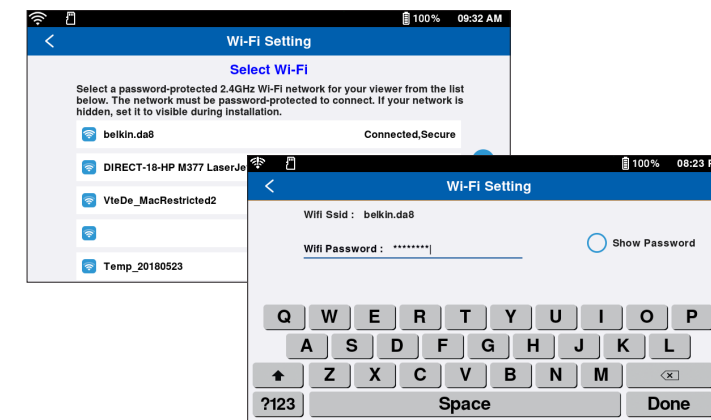 100% 09:32 AM
Wi-Fi Setting
Select Wi-Fi
Select a password-protected 2.4GHz Wi-Fi network for your viewer from the list
below. The network must be password-protected to connect. If your network is
hidden, set it to visible during installation.
belkin.da8 Connected,Secure
DIRECT-18-HP M377 LaserJe
VteDe_MacRestricted2
Temp_20180523
100% 08:23 P
Wi-Fi Setting
Wifi Ssid : belkin.da8
Wifi Password : ********|
Show Password
Q W E R T Y U I O P
A S D F G H J K L
Z X C V B N M
?123 Space Done